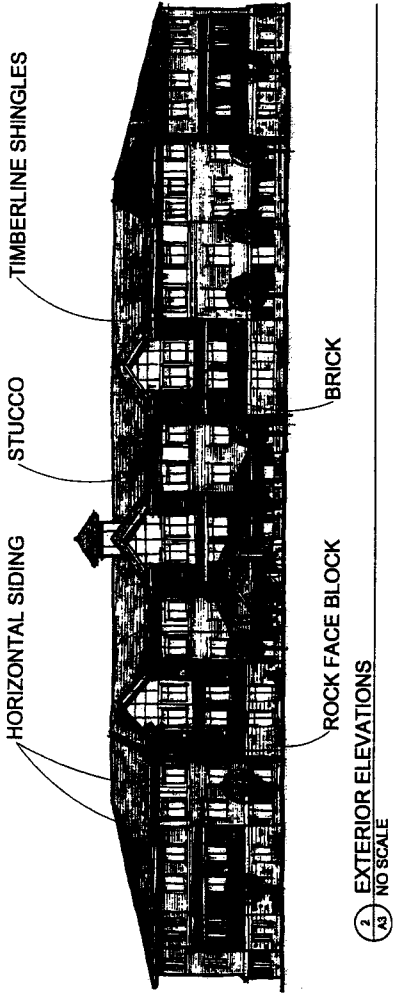 HORIZONTAL SIDING
STUCCO
TIMBERLINE SHINGLES
ROCK FACE BLOCK
BRICK
2
A3
EXTERIOR ELEVATIONS
NO SCALE